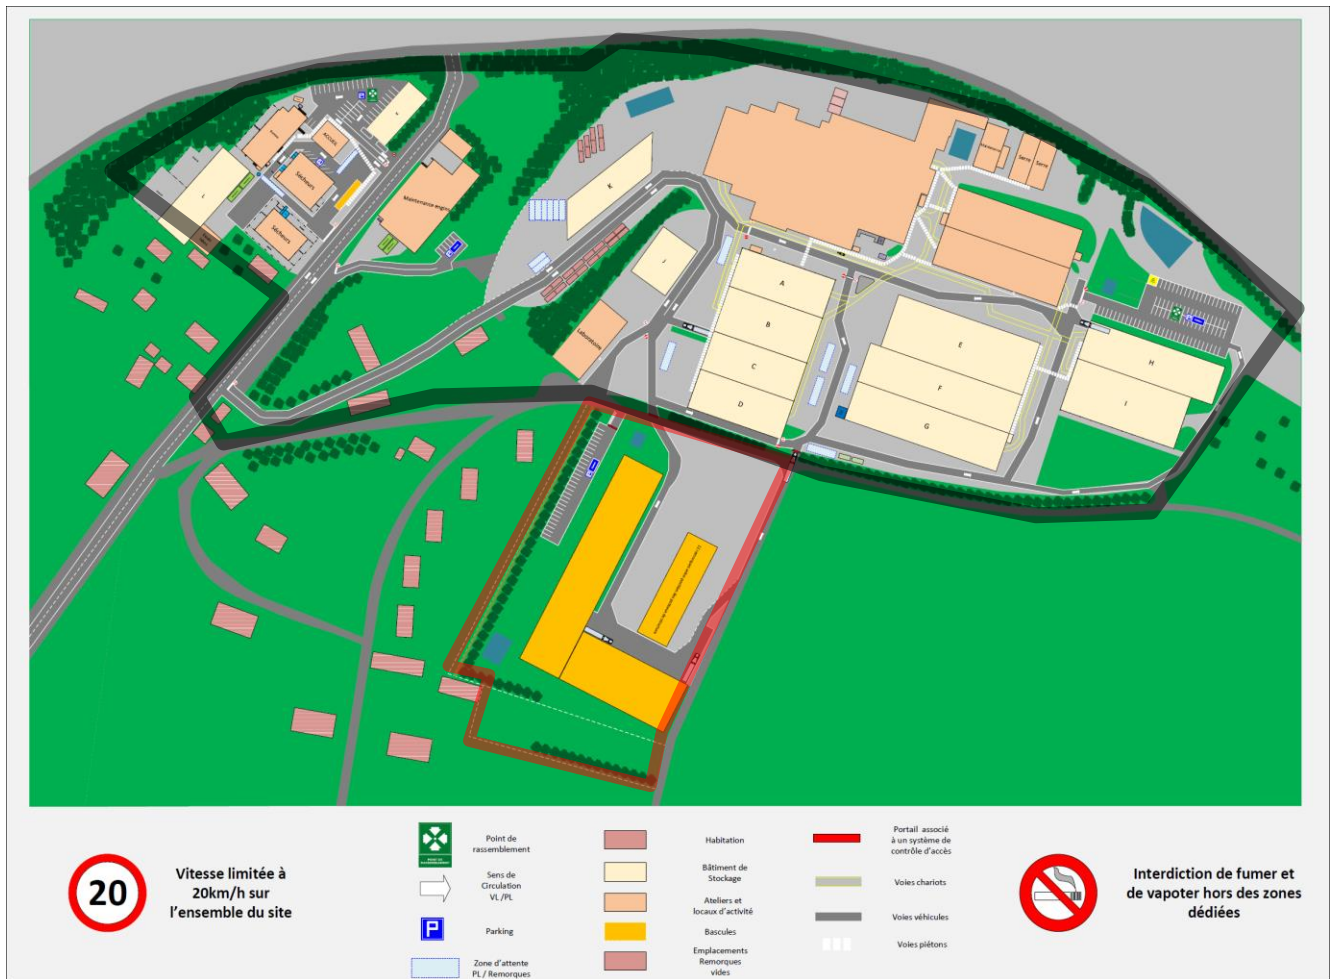 ACCUEIL
Sécheurs
Sécheurs
Maintenance engins
K
J
Laboratoire
A
B
C
D
E
F
G
H
I
Serre
Serre
20
Vitesse limitée à
20km/h sur
l'ensemble du site
Point de
rassemblement
Sens de
Circulation
VL /PL
P
Parking
Zone d'attente
PL / Remorques
Habitation
Bâtiment de
Stockage
Ateliers et
locaux d'activité
Bascules
Emplacements
Remorques
vides
Portail associé
à un système de
contrôle d'accès
Voies chariots
Voies véhicules
Voies piétons
Interdiction de fumer et
de vapoter hors des zones
dédiées